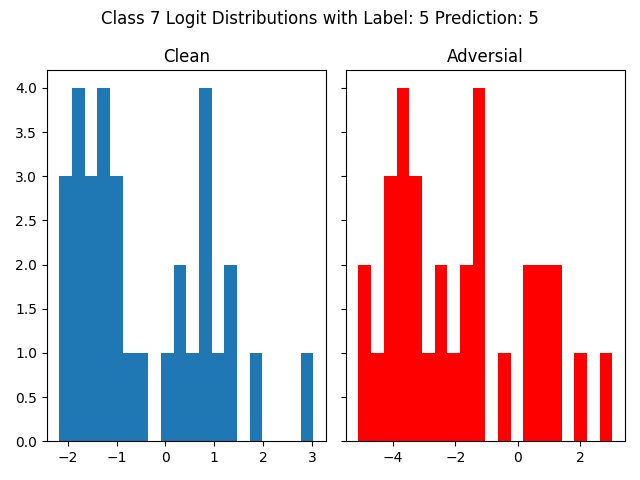 Class 7 Logit Distributions with Label: 5 Prediction: 5
Clean
Adversial
4.0
3.5
3.0
2.5
2.0
1.5
1.0
0.5
0.0
−2 −1 0 1 2 3
−4 −2 0 2